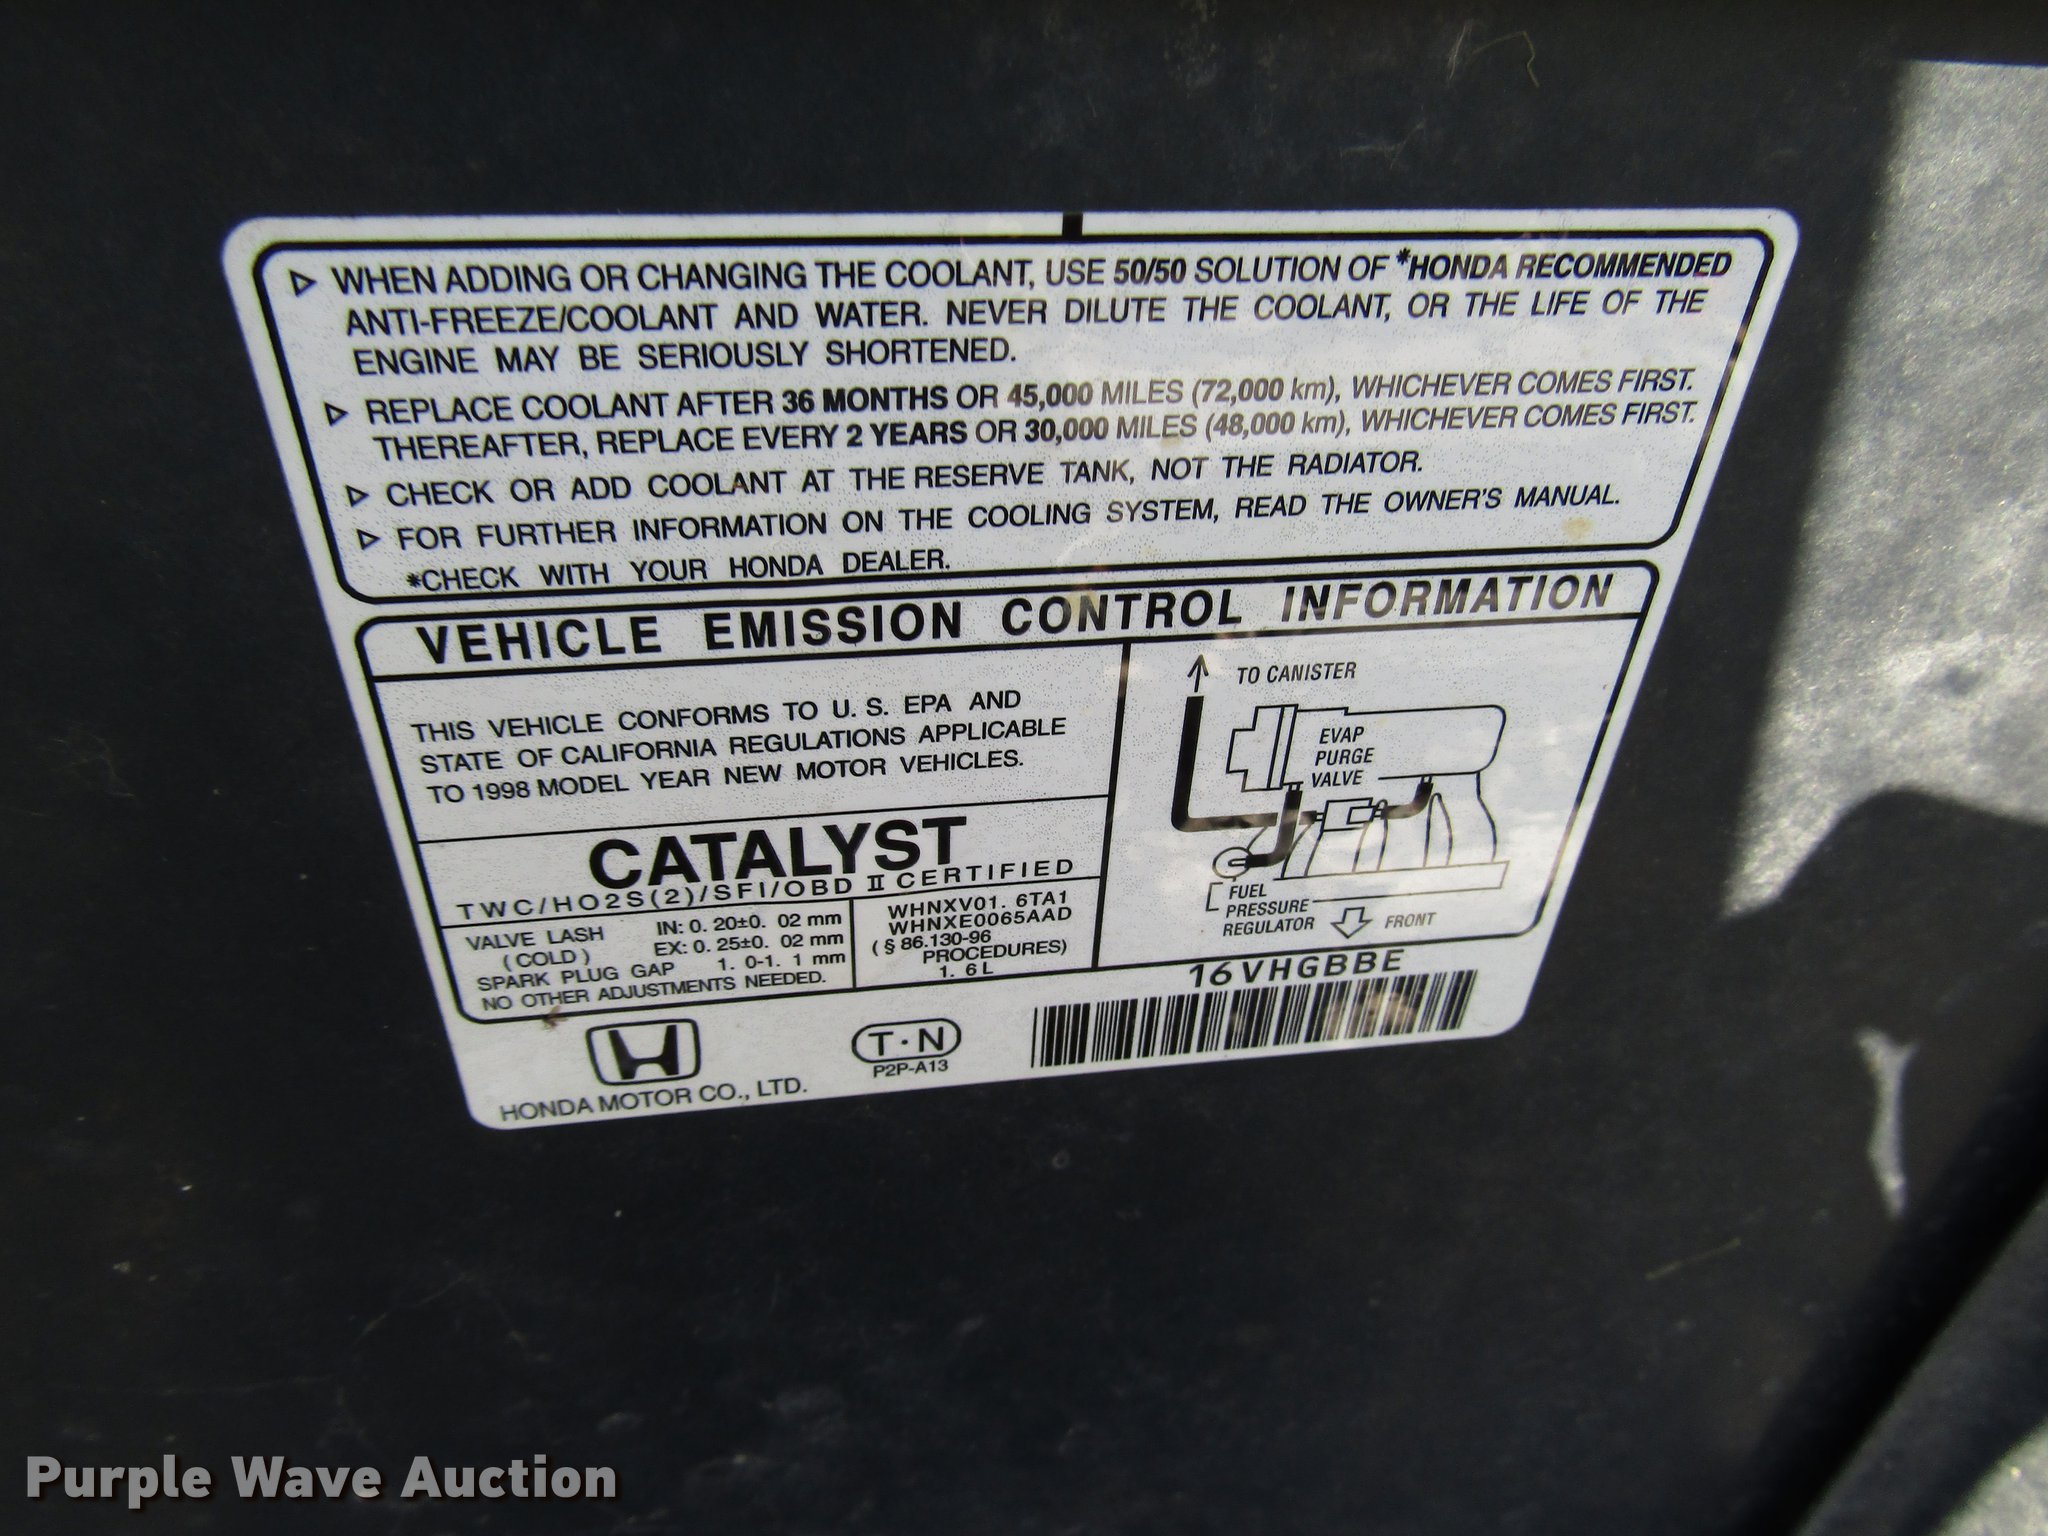 WHEN ADDING OR CHANGING THE COOLANT, USE 50/50 SOLUTION OF *HONDA RECOMMENDED
ANTI-FREEZE/COOLANT AND WATER. NEVER DILUTE THE COOLANT, OR THE LIFE OF THE
ENGINE MAY BE SERIOUSLY SHORTENED.
REPLACE COOLANT AFTER 36 MONTHS OR 45,000 MILES (72,000 km), WHICHEVER COMES FIRST.
THEREAFTER, REPLACE EVERY 2 YEARS OR 30,000 MILES (48,000 km), WHICHEVER COMES FIRST.
CHECK OR ADD COOLANT AT THE RESERVE TANK, NOT THE RADIATOR.
FOR FURTHER INFORMATION ON THE COOLING SYSTEM, READ THE OWNER'S MANUAL.
*CHECK WITH YOUR HONDA DEALER.
VEHICLE EMISSION CONTROL INFORMATION
THIS VEHICLE CONFORMS TO U. S. EPA AND
STATE OF CALIFORNIA REGULATIONS APPLICABLE
TO 1998 MODEL YEAR NEW MOTOR VEHICLES.
CATALYST
TWC/HO2S(2)/SFI/OBD II CERTIFIED
VALVE LASH IN: 0. 20±0. 02 mm
(COLD) EX: 0. 25±0. 02 mm
SPARK PLUG GAP 1. 0-1. 1 mm
NO OTHER ADJUSTMENTS NEEDED.
WHNXV01. 6TA1
WHNXE0065AAD
(§ 86.130-96
PROCEDURES)
1. 6 L
TO CANISTER
EVAP
PURGE
VALVE
FUEL
PRESSURE
REGULATOR
FRONT
16VHGBBE
HONDA MOTOR CO., LTD.
T·N
P2P-A13
Purple Wave Auction